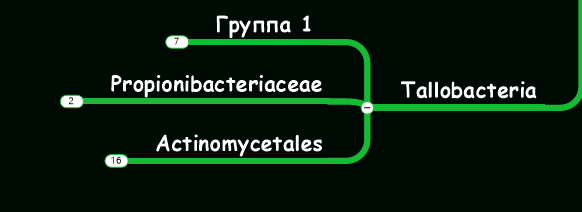 Группа 1
7
Propionibacteriaceae
2
Tallobacteria
Actinomycetales
16